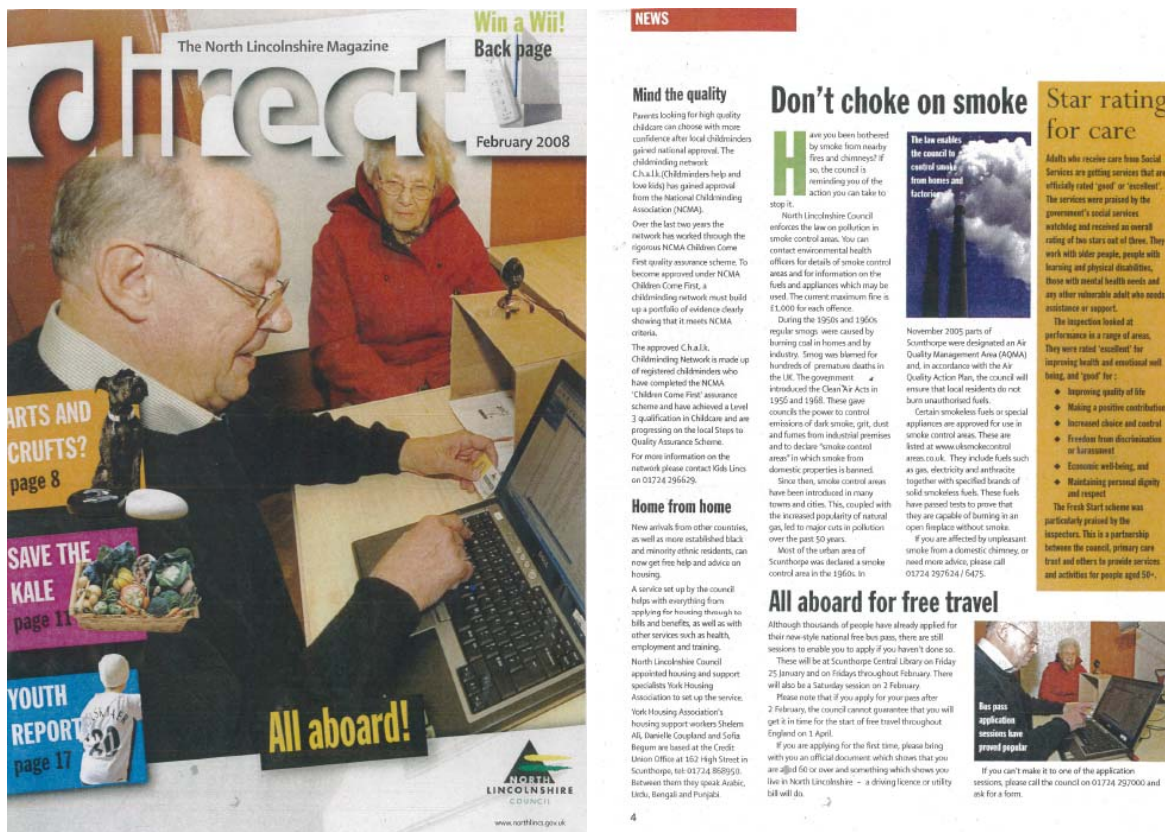 Win a Wii!
Back page
The North Lincolnshire Magazine
direct
February 2008
ARTS AND
CRUFTS?
page 8
SAVE THE
KALE
page 11
YOUTH
REPORT
page 17
All aboard!
NORTH
LINCOLNSHIRE
COUNCIL
www.northlincs.gov.uk
NEWS
Mind the quality
Parents looking for high quality
childcare can choose with more
confidence after local childminders
gained national approval. The
childminding network
C.h.a.l.k.(Childminders help and
love kids) has gained approval
from the National Childminding
Association (NCMA).
Over the last two years the
network has worked through the
rigorous NCMA Children Come
First quality assurance scheme. To
become approved under NCMA
Children Come First, a
childminding network must build
up a portfolio of evidence clearly
showing that it meets NCMA
criteria.
The approved C.h.a.l.k.
Childminding Network is made up
of registered childminders who
have completed the NCMA
'Children Come First' assurance
scheme and have achieved a Level
3 qualification in Childcare and are
progressing on the local Steps to
Quality Assurance Scheme.
For more information on the
network please contact Kids Lincs
on 01724 296629.
Home from home
New arrivals from other countries,
as well as more established black
and minority ethnic residents, can
now get free help and advice on
housing.
A service set up by the council
helps with everything from
applying for housing through to
bills and benefits, as well as with
other services such as health,
employment and training.
North Lincolnshire Council
appointed housing and support
specialists York Housing
Association to set up the service.
York Housing Association's
housing support workers Shelem
Ali, Danielle Coupland and Sofia
Begum are based at the Credit
Union Office at 162 High Street in
Scunthorpe, tel: 01724 868950.
Between them they speak Arabic,
Urdu, Bengali and Punjabi.
4
Don't choke on smoke
Have you been bothered
by smoke from nearby
fires and chimneys? If
so, the council is
reminding you of the
action you can take to
stop it.
North Lincolnshire Council
enforces the law on pollution in
smoke control areas. You can
contact environmental health
officers for details of smoke control
areas and for information on the
fuels and appliances which may be
used. The current maximum fine is
£1,000 for each offence.
During the 1950s and 1960s
regular smogs were caused by
burning coal in homes and by
industry. Smog was blamed for
hundreds of premature deaths in
the UK. The government
introduced the Clean Air Acts in
1956 and 1968. These gave
councils the power to control
emissions of dark smoke, grit, dust
and fumes from industrial premises
and to declare "smoke control
areas" in which smoke from
domestic properties is banned.
Since then, smoke control areas
have been introduced in many
towns and cities. This, coupled with
the increased popularity of natural
gas, led to major cuts in pollution
over the past 50 years.
Most of the urban area of
Scunthorpe was declared a smoke
control area in the 1960s. In
The law enables
the council to
control smoke
from homes and
factories
November 2005 parts of
Scunthorpe were designated an Air
Quality Management Area (AQMA)
and, in accordance with the Air
Quality Action Plan, the council will
ensure that local residents do not
burn unauthorised fuels.
Certain smokeless fuels or special
appliances are approved for use in
smoke control areas. These are
listed at www.uksmokecontrol
areas.co.uk. They include fuels such
as gas, electricity and anthracite
together with specified brands of
solid smokeless fuels. These fuels
have passed tests to prove that
they are capable of burning in an
open fireplace without smoke.
If you are affected by unpleasant
smoke from a domestic chimney, or
need more advice, please call
01724 297624 / 6475.
Star rating
for care
Adults who receive care from Social
Services are getting services that are
officially rated 'good' or 'excellent'.
The services were praised by the
government's social services
watchdog and received an overall
rating of two stars out of three. They
work with older people, people with
learning and physical disabilities,
those with mental health needs and
any other vulnerable adult who needs
assistance or support.
The inspection looked at
performance in a range of areas.
They were rated 'excellent' for
improving health and emotional well
being, and 'good' for :
◆ Improving quality of life
◆ Making a positive contribution
◆ Increased choice and control
◆ Freedom from discrimination
or harassment
◆ Economic well-being, and
◆ Maintaining personal dignity
and respect
The Fresh Start scheme was
particularly praised by the
inspectors. This is a partnership
between the council, primary care
trust and others to provide services
and activities for people aged 50+.
All aboard for free travel
Although thousands of people have already applied for
their new-style national free bus pass, there are still
sessions to enable you to apply if you haven't done so.
These will be at Scunthorpe Central Library on Friday
25 January and on Fridays throughout February. There
will also be a Saturday session on 2 February.
Please note that if you apply for your pass after
2 February, the council cannot guarantee that you will
get it in time for the start of free travel throughout
England on 1 April.
If you are applying for the first time, please bring
with you an official document which shows that you
are aged 60 or over and something which shows you
live in North Lincolnshire – a driving licence or utility
bill will do.
Bus pass
application
sessions have
proved popular
If you can't make it to one of the application
sessions, please call the council on 01724 297000 and
ask for a form.